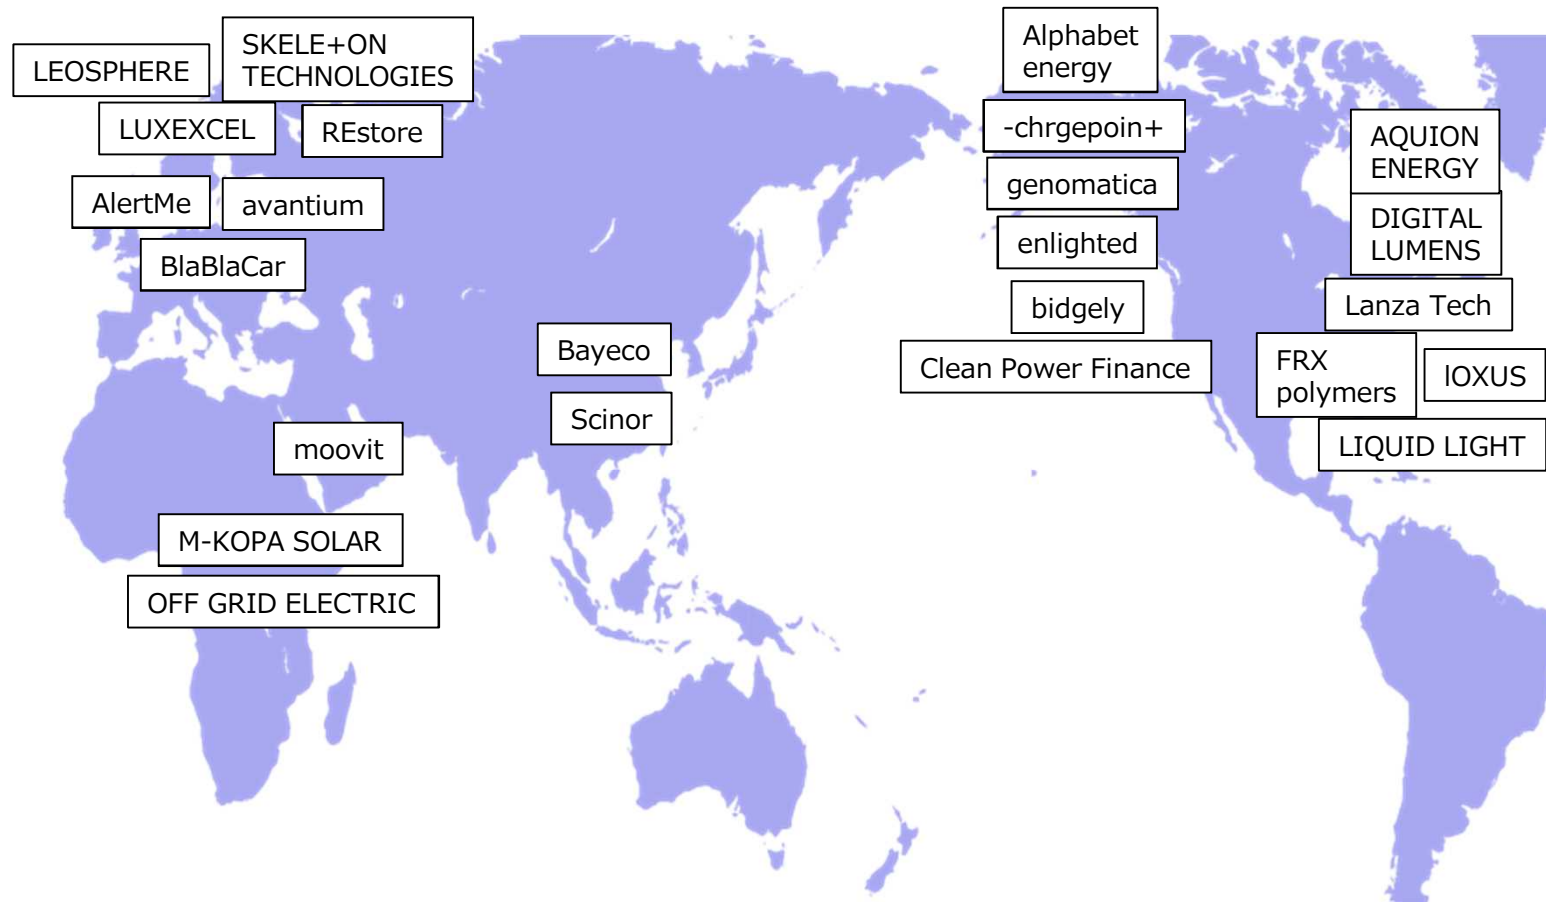 LEOSPHERE
SKELE+ON
TECHNOLOGIES
LUXEXCEL
REstore
AlertMe
avantium
BlaBlaCar
Bayeco
Scinor
moovit
M-KOPA SOLAR
OFF GRID ELECTRIC
Alphabet
energy
-chrgepoin+
genomatica
enlighted
bidgely
Clean Power Finance
AQUION
ENERGY
DIGITAL
LUMENS
Lanza Tech
FRX
polymers
lOXUS
LIQUID LIGHT